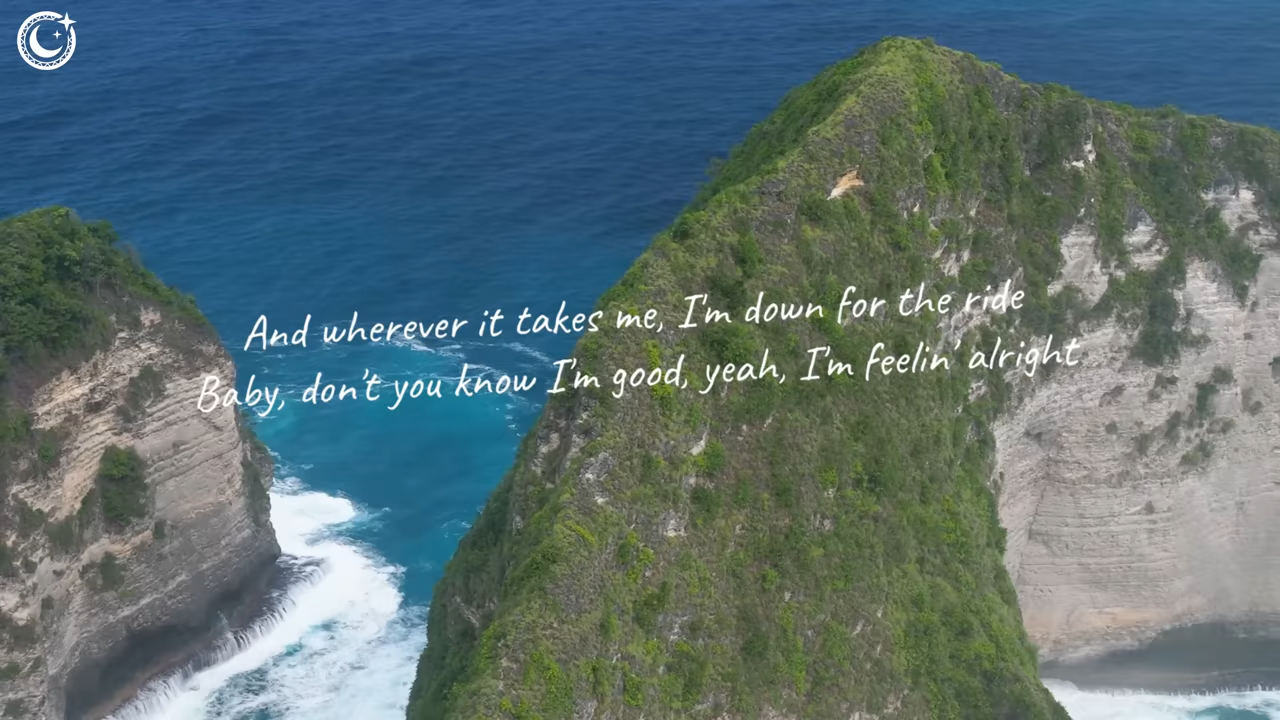 And wherever it takes me, I'm down for the ride
Baby, don't you know I'm good, yeah, I'm feelin' alright